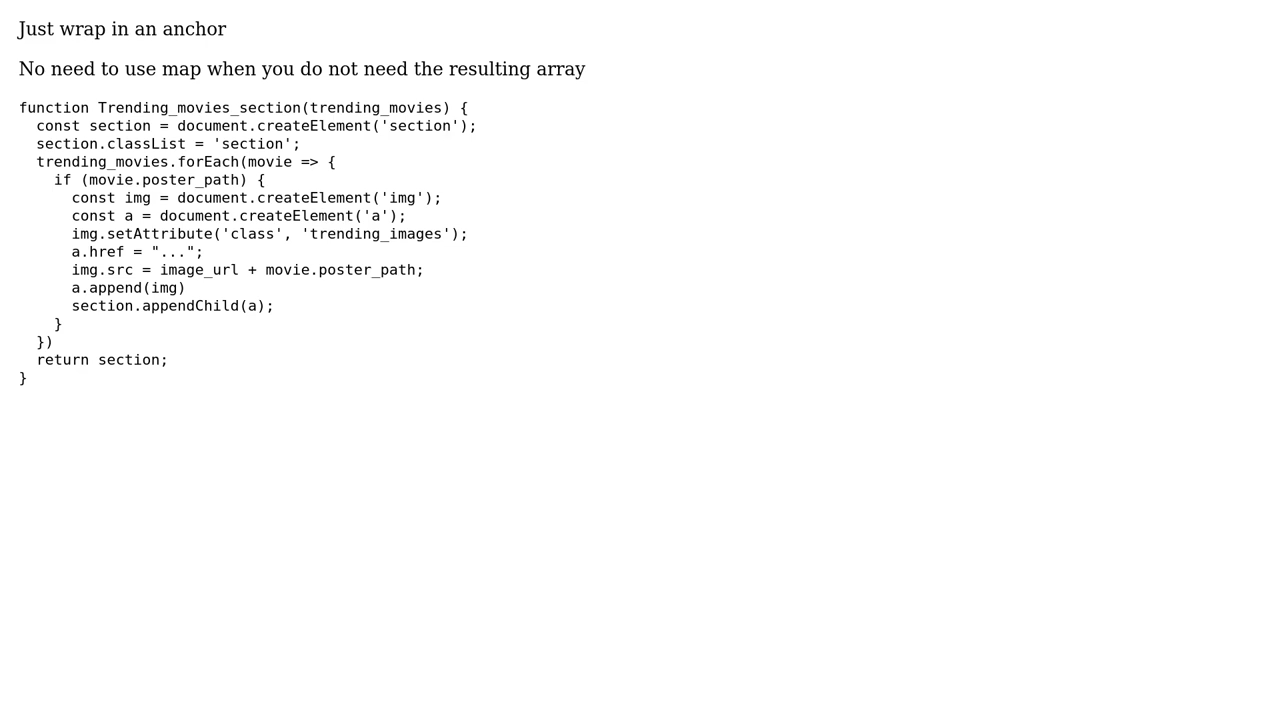 Just wrap in an anchor
No need to use map when you do not need the resulting array
function Trending_movies_section(trending_movies) {
  const section = document.createElement('section');
  section.classList = 'section';
  trending_movies.forEach(movie => {
    if (movie.poster_path) {
      const img = document.createElement('img');
      const a = document.createElement('a');
      img.setAttribute('class', 'trending_images');
      a.href = "...";
      img.src = image_url + movie.poster_path;
      a.append(img)
      section.appendChild(a);
    }
  })
  return section;
}